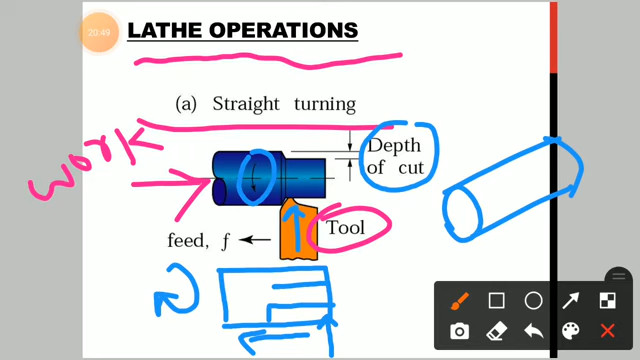 20:49
LATHE OPERATIONS
(a) Straight turning
work
Depth
of cut
Tool
feed, f